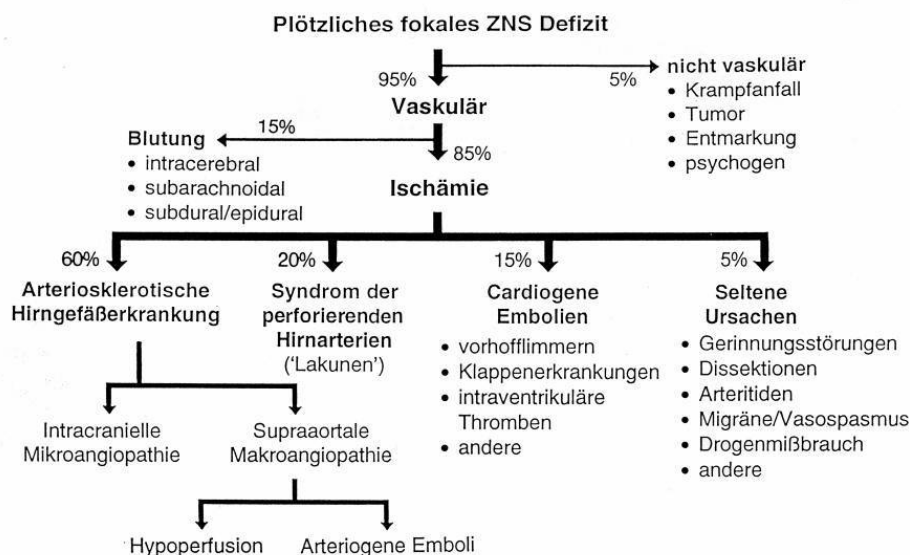 Plötzliches fokales ZNS Defizit
95%
5%
nicht vaskulär
• Krampfanfall
• Tumor
• Entmarkung
• psychogen
Vaskulär
15%
85%
Blutung
• intracerebral
• subarachnoidal
• subdural/epidural
Ischämie
60%
Arteriosklerotische
Hirngefäßerkrankung
20%
Syndrom der
perforierenden
Hirnarterien
('Lakunen')
15%
Cardiogene
Embolien
• vorhofflimmern
• Klappenerkrankungen
• intraventrikuläre
Thromben
• andere
5%
Seltene
Ursachen
• Gerinnungsstörungen
• Dissektionen
• Arteritiden
• Migräne/Vasospasmus
• Drogenmißbrauch
• andere
Intracranielle
Mikroangiopathie
Supraaortale
Makroangiopathie
Hypoperfusion
Arteriogene Emboli